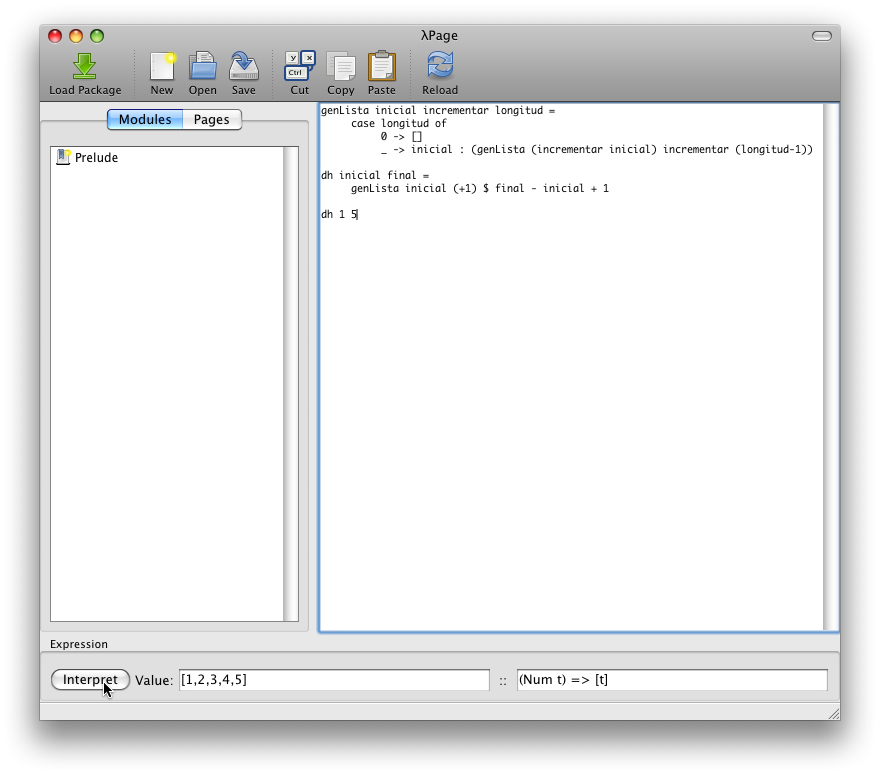 λPage
Load Package New Open Save Cut Copy Paste Reload
y x
Ctrl
Modules Pages
Prelude
genLista inicial incrementar longitud =
     case longitud of
          0 -> []
          _ -> inicial : (genLista (incrementar inicial) incrementar (longitud-1))
dh inicial final =
     genLista inicial (+1) $ final - inicial + 1
dh 1 5
Expression
Interpret Value: [1,2,3,4,5] :: (Num t) => [t]